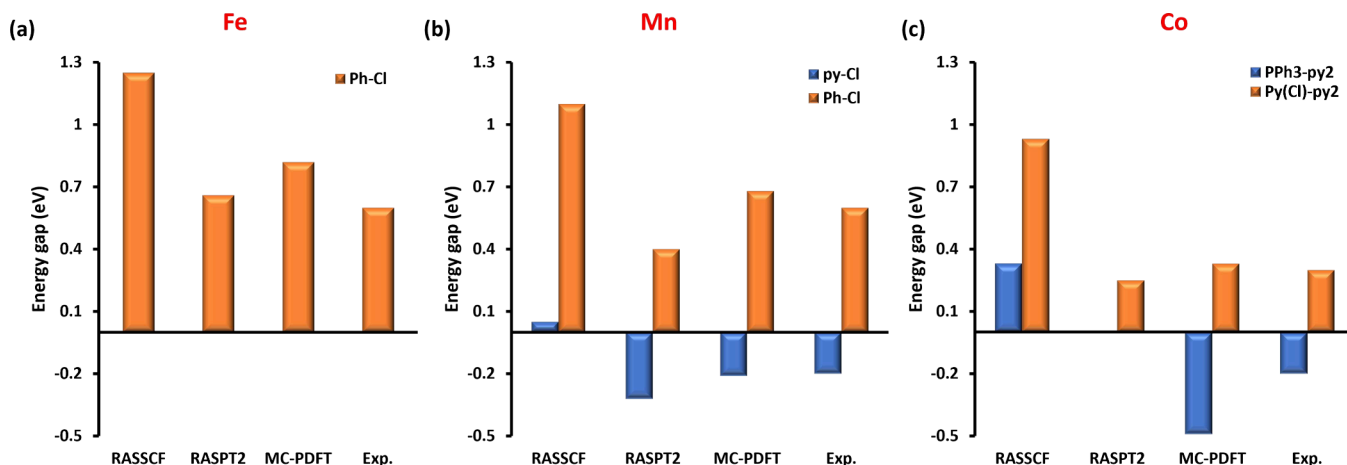 (a)
Fe
Energy gap (eV)
1.3
1
0.7
0.4
0.1
-0.2
-0.5
Ph-Cl
RASSCF RASPT2 MC-PDFT Exp.
(b)
Mn
Energy gap (eV)
1.3
1
0.7
0.4
0.1
-0.2
-0.5
py-Cl
Ph-Cl
RASSCF RASPT2 MC-PDFT Exp.
(c)
Co
Energy gap (eV)
1.3
1
0.7
0.4
0.1
-0.2
-0.5
PPh3-py2
Py(Cl)-py2
RASSCF RASPT2 MC-PDFT Exp.